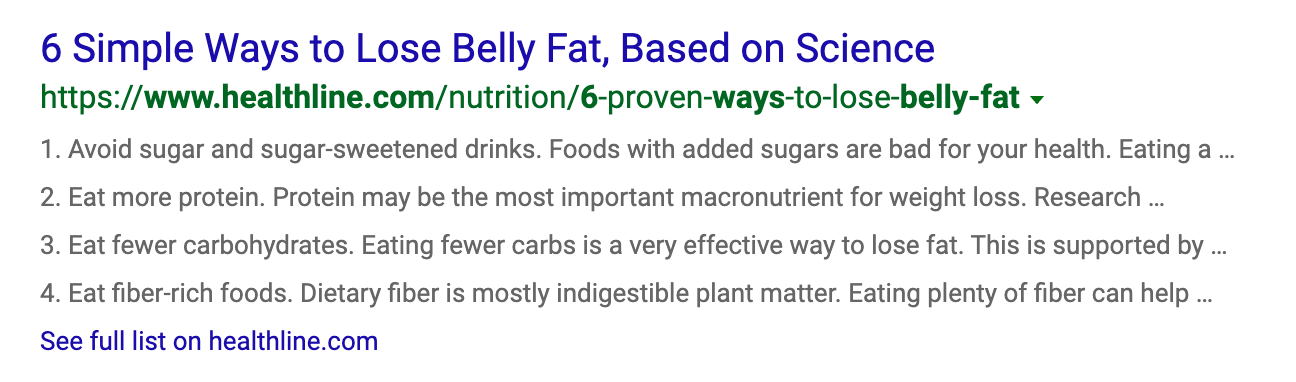 6 Simple Ways to Lose Belly Fat, Based on Science
https://www.healthline.com/nutrition/6-proven-ways-to-lose-belly-fat
1. Avoid sugar and sugar-sweetened drinks. Foods with added sugars are bad for your health. Eating a ...
2. Eat more protein. Protein may be the most important macronutrient for weight loss. Research ...
3. Eat fewer carbohydrates. Eating fewer carbs is a very effective way to lose fat. This is supported by ...
4. Eat fiber-rich foods. Dietary fiber is mostly indigestible plant matter. Eating plenty of fiber can help ...
See full list on healthline.com